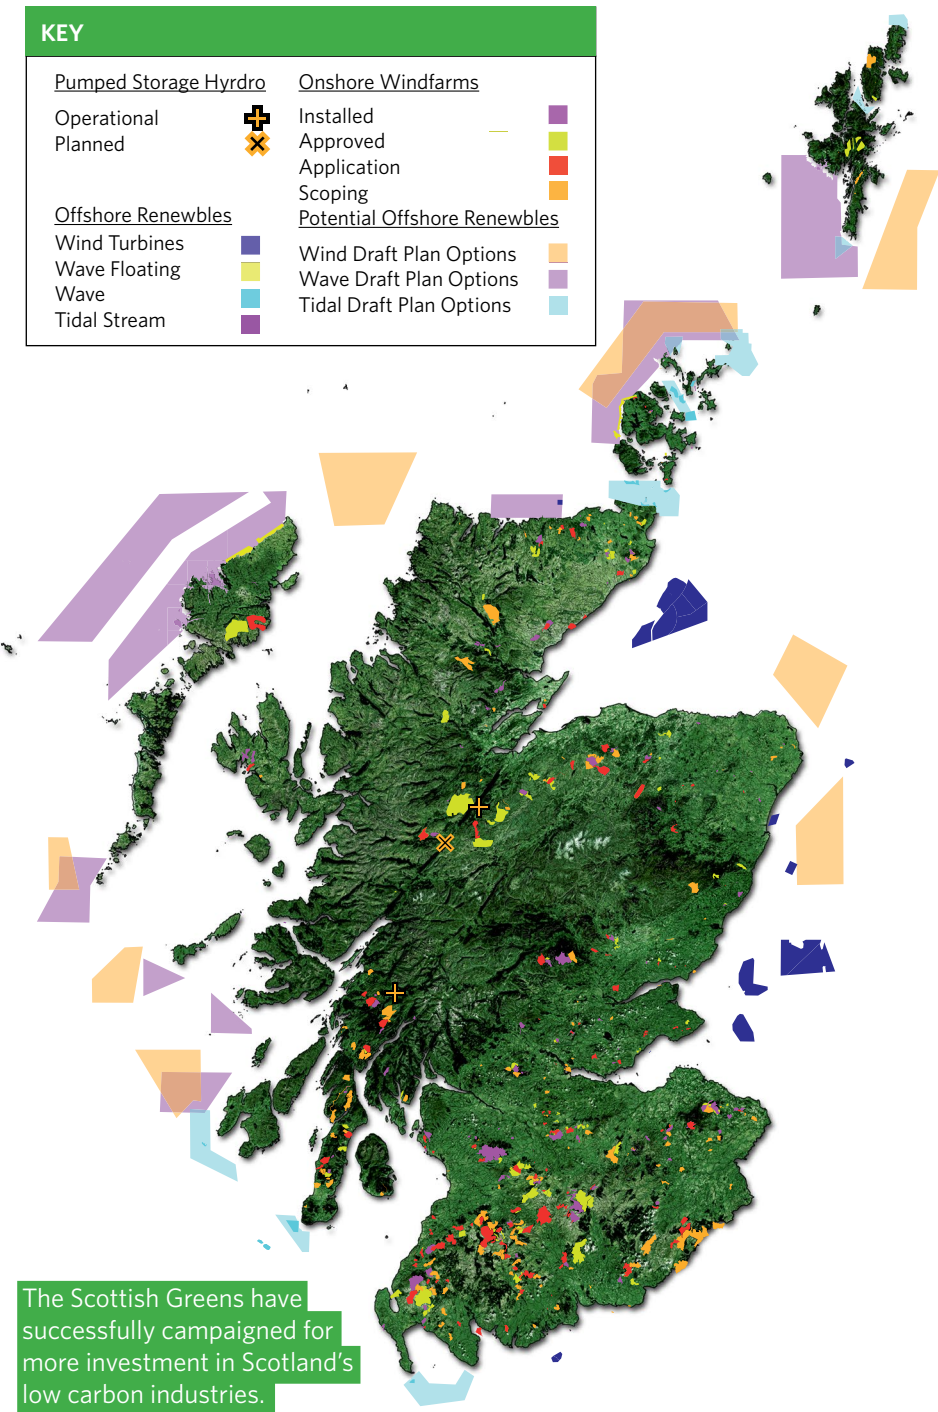 KEY
Pumped Storage Hyrdro
Operational
Planned
Offshore Renewbles
Wind Turbines
Wave Floating
Wave
Tidal Stream
Onshore Windfarms
Installed
Approved
Application
Scoping
Potential Offshore Renewbles
Wind Draft Plan Options
Wave Draft Plan Options
Tidal Draft Plan Options
The Scottish Greens have
successfully campaigned for
more investment in Scotland's
low carbon industries.